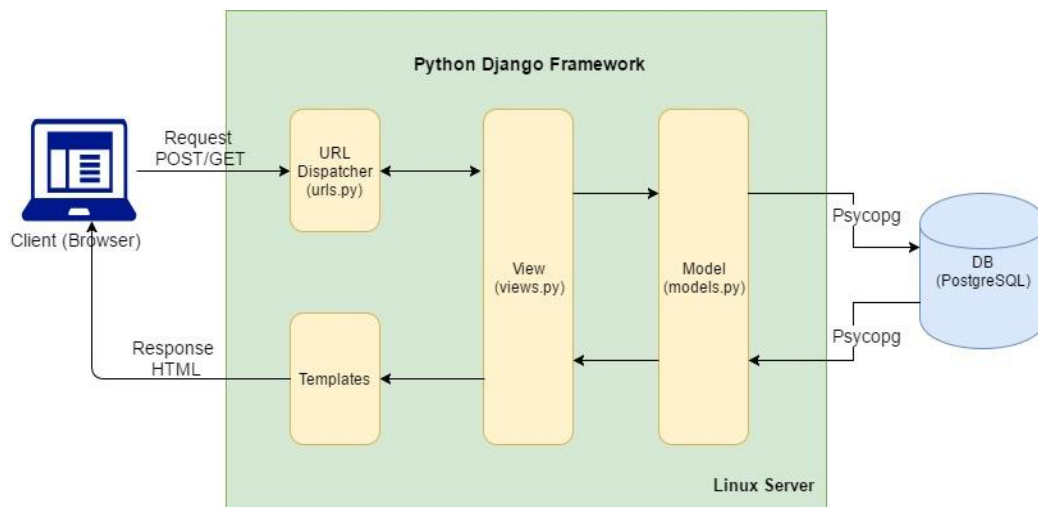 Python Django Framework
Request
POST/GET
Client (Browser)
URL
Dispatcher
(urls.py)
View
(views.py)
Model
(models.py)
Psycopg
DB
(PostgreSQL)
Psycopg
Response
HTML
Templates
Linux Server